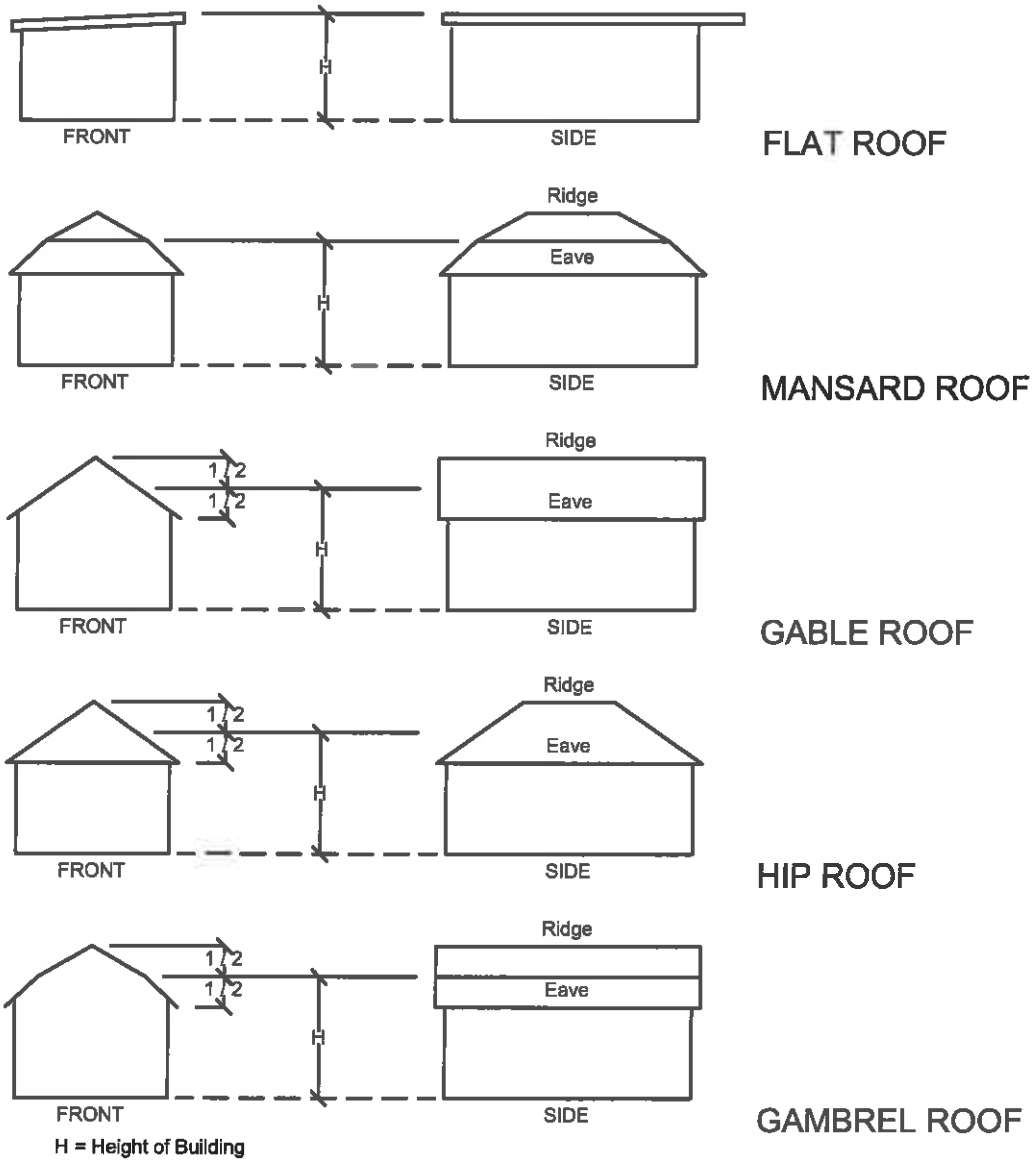 H
FRONT
SIDE
FLAT ROOF
Ridge
Eave
H
FRONT
SIDE
MANSARD ROOF
Ridge
1/2
1/2
Eave
H
FRONT
SIDE
GABLE ROOF
Ridge
1/2
1/2
Eave
H
FRONT
SIDE
HIP ROOF
Ridge
1/2
1/2
Eave
H
FRONT
SIDE
GAMBREL ROOF
H = Height of Building